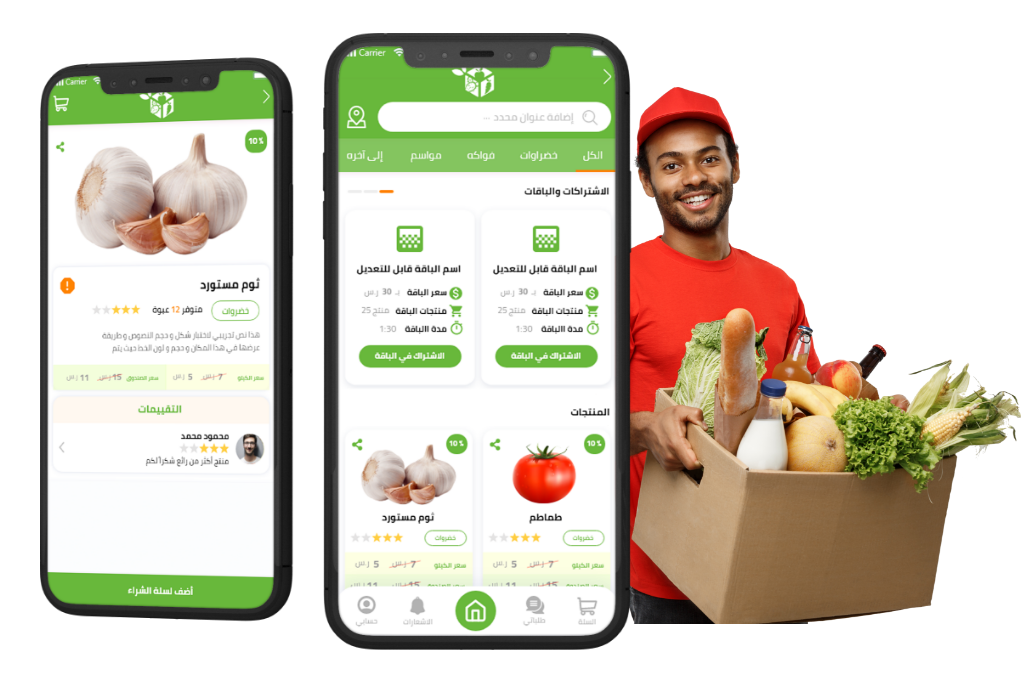 Carrier
10%
ثوم مستورد
خضروات
متوفر 12 عبوة
هذا نص تجريبي لاختبار شكل و حجم النصوص و طريقة
عرضها في هذا المكان و حجم و لون الخط حيث يتم
سعر الكيلو 7 ر.س 5 ر.س
سعر الصندوق 15 ر.س 11 ر.س
التقييمات
محمود محمد
منتج أكثر من رائع شكرا لكم
أضف لسلة الشراء
Carrier
إضافة عنوان محدد ...
الكل خضراوات فواكه مواسم إلى آخره
الاشتراكات والباقات
اسم الباقة قابل للتعديل
سعر الباقة بـ 30 ر.س
منتجات الباقة 25 منتج
مدة الباقة 1:30
الاشتراك في الباقة
اسم الباقة قابل للتعديل
سعر الباقة بـ 30 ر.س
منتجات الباقة 25 منتج
مدة الباقة 1:30
الاشتراك في الباقة
المنتجات
10%
طماطم
خضروات
سعر الكيلو 7 ر.س 5 ر.س
سعر الصندوق 15 ر.س 11 ر.س
10%
ثوم مستورد
خضروات
سعر الكيلو 7 ر.س 5 ر.س
سعر الصندوق 15 ر.س 11 ر.س
السلة طلباتي الاشعارات حسابي